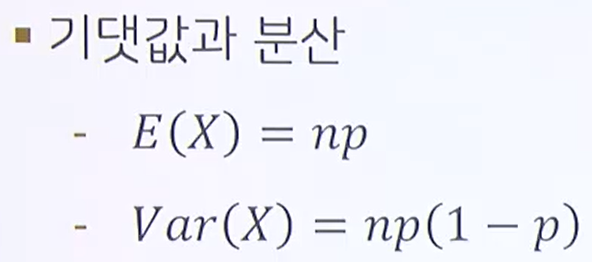 ▪ 기댓값과 분산
- E(X) = np
- Var(X) = np(1 − p)